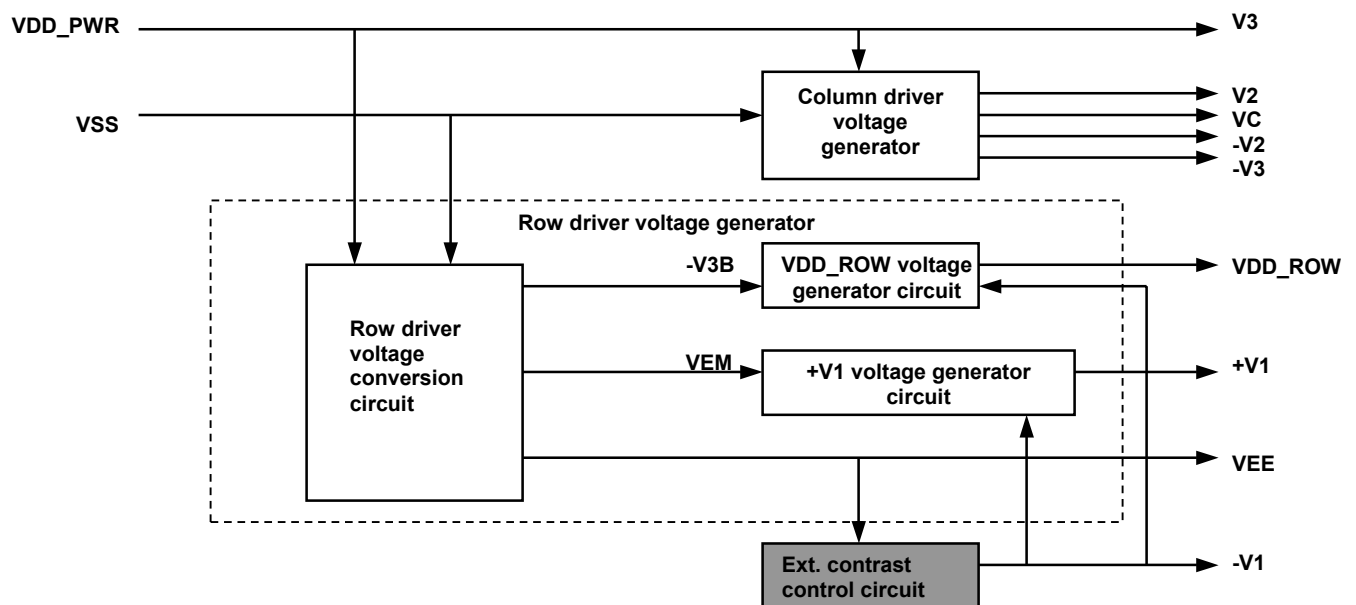 VDD_PWR
V3
Column driver
voltage
generator
V2
VC
-V2
-V3
VSS
Row driver voltage generator
-V3B
VDD_ROW voltage
generator circuit
VDD_ROW
Row driver
voltage
conversion
circuit
VEM
+V1 voltage generator
circuit
+V1
VEE
Ext. contrast
control circuit
-V1